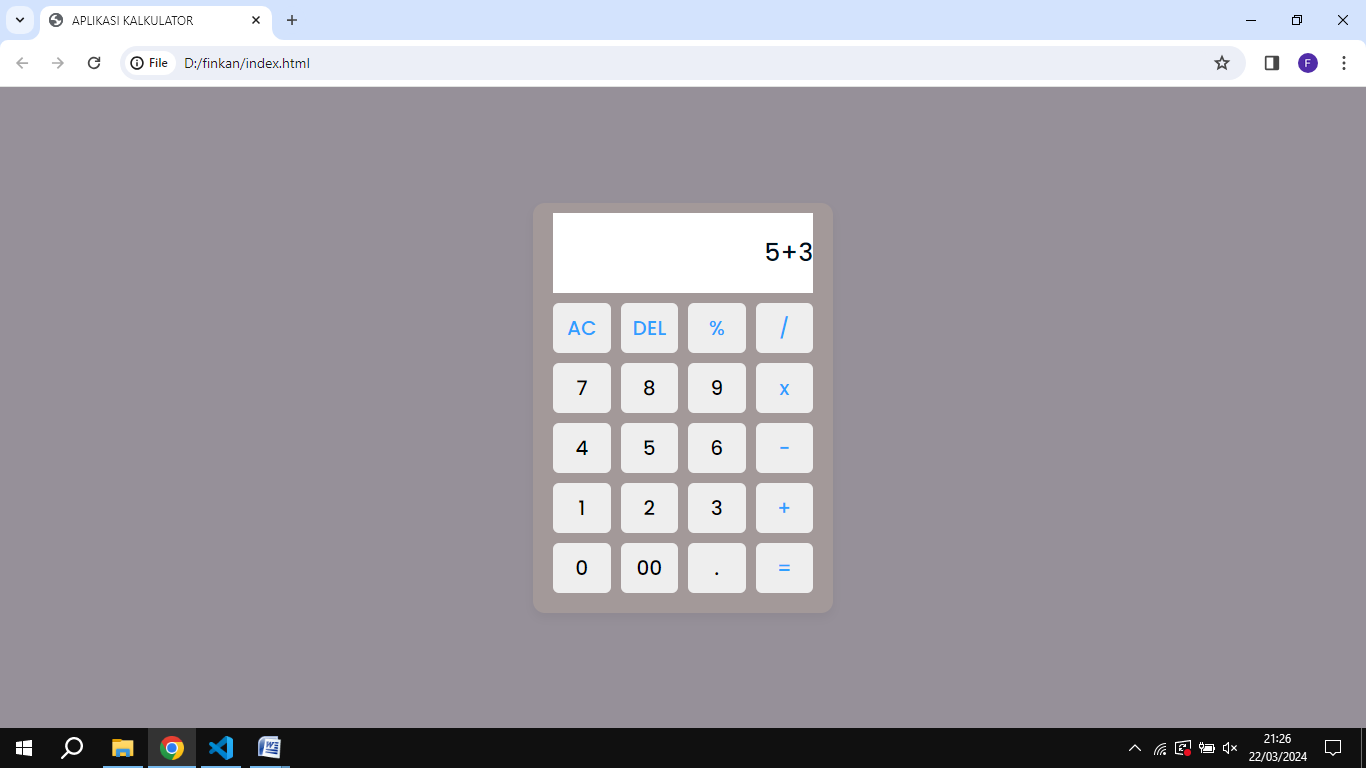 APLIKASI KALKULATOR
File D:/finkan/index.html
F
5+3
AC DEL % /
7 8 9 x
4 5 6 -
1 2 3 +
0 00 . =
21:26
22/03/2024